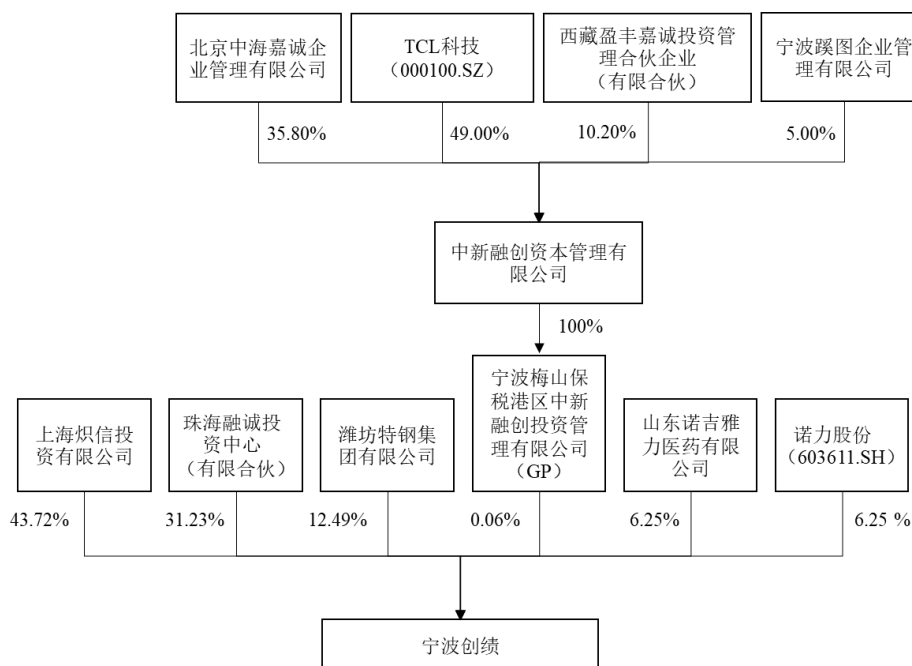 北京中海嘉诚企
业管理有限公司
TCL科技
（000100.SZ）
西藏盈丰嘉诚投资管
理合伙企业
（有限合伙）
宁波蹊图企业管
理有限公司
35.80%
49.00%
10.20%
5.00%
中新融创资本管理有
限公司
100%
上海炽信投
资有限公司
珠海融诚投
资中心
（有限合伙）
潍坊特钢集
团有限公司
宁波梅山保
税港区中新
融创投资管
理有限公司
（GP）
山东诺吉雅
力医药有限
公司
诺力股份
（603611.SH）
43.72%
31.23%
12.49%
0.06%
6.25%
6.25 %
宁波创绩